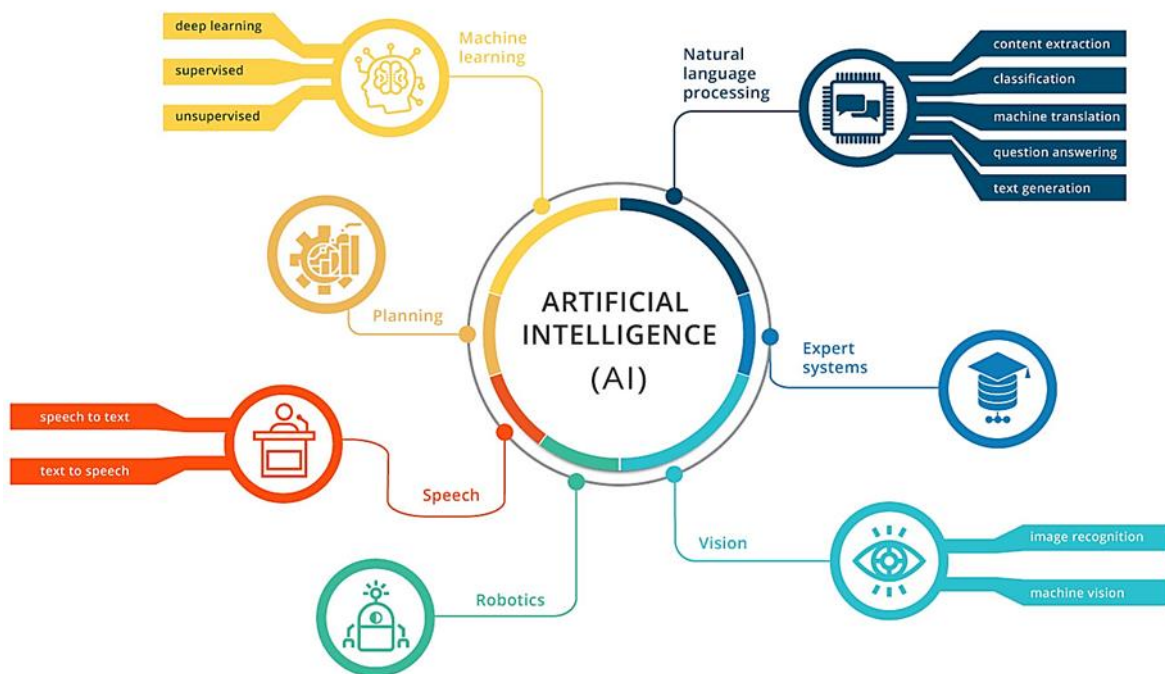 deep learning
supervised
unsupervised
Machine
learning
Natural
language
processing
content extraction
classification
machine translation
question answering
text generation
Planning
ARTIFICIAL
INTELLIGENCE
(AI)
Expert
systems
speech to text
text to speech
Speech
Robotics
Vision
image recognition
machine vision